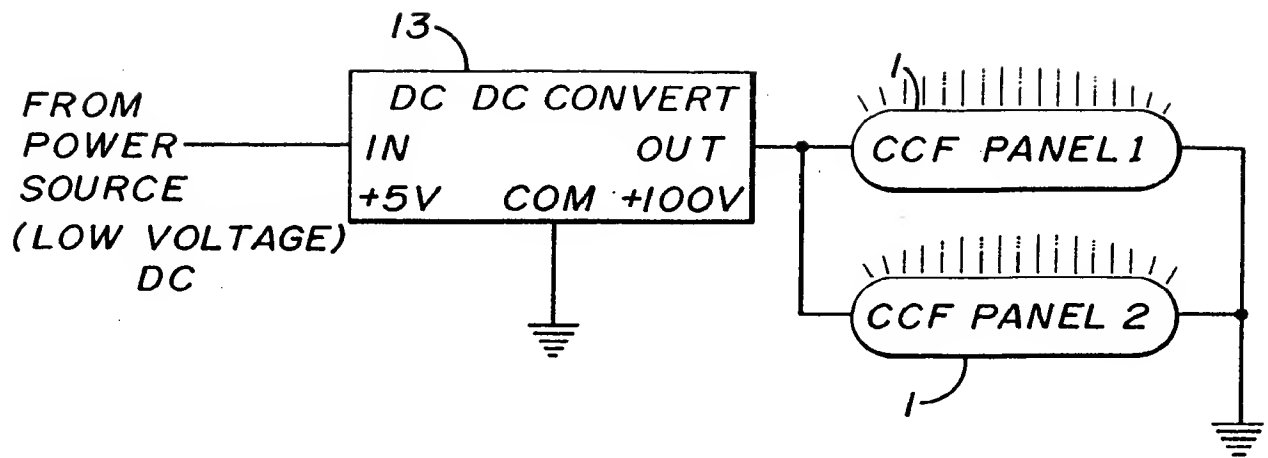 13
FROM
POWER
SOURCE
(LOW VOLTAGE)
DC
DC DC CONVERT
IN OUT
+5V COM +100V
1
CCF PANEL 1
CCF PANEL 2
1